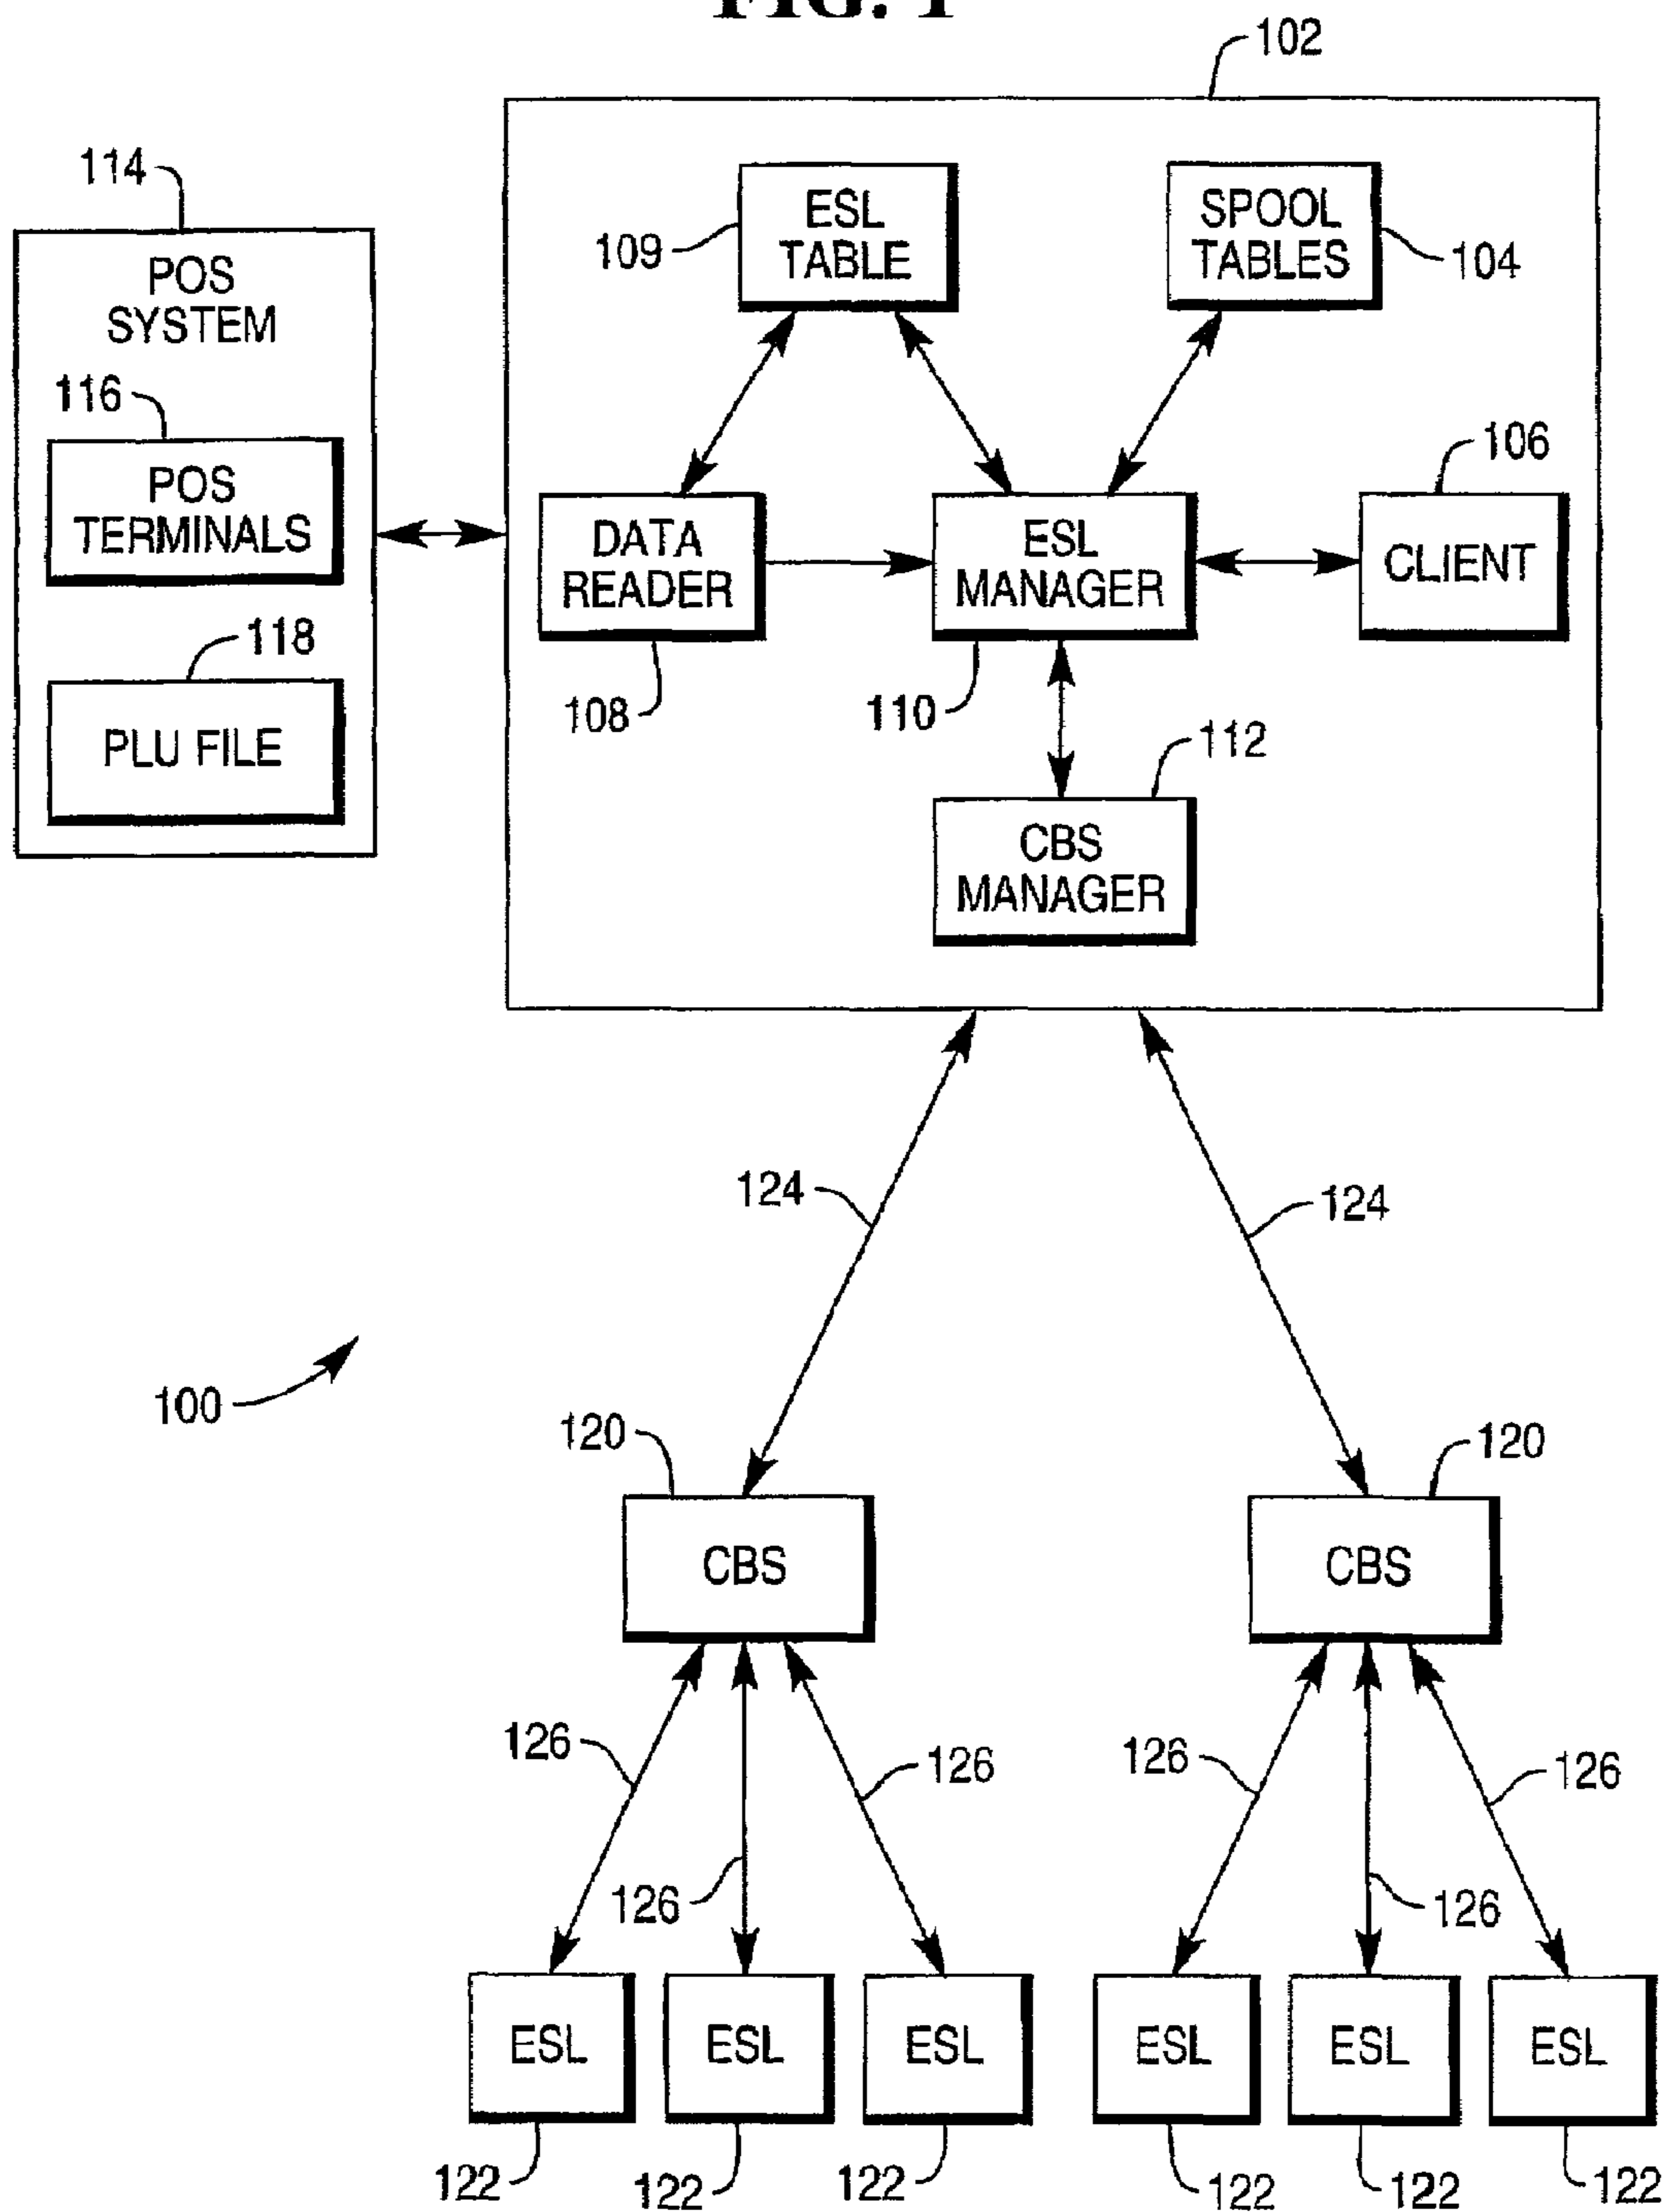 FIG. 1
102
114
POS
SYSTEM
116
POS
TERMINALS
118
PLU FILE
109
ESL
TABLE
SPOOL
TABLES
104
106
DATA
READER
ESL
MANAGER
CLIENT
108
110
112
CBS
MANAGER
124
124
100
120
120
CBS
CBS
126
126
126
126
126
126
ESL
ESL
ESL
ESL
ESL
ESL
122
122
122
122
122
122